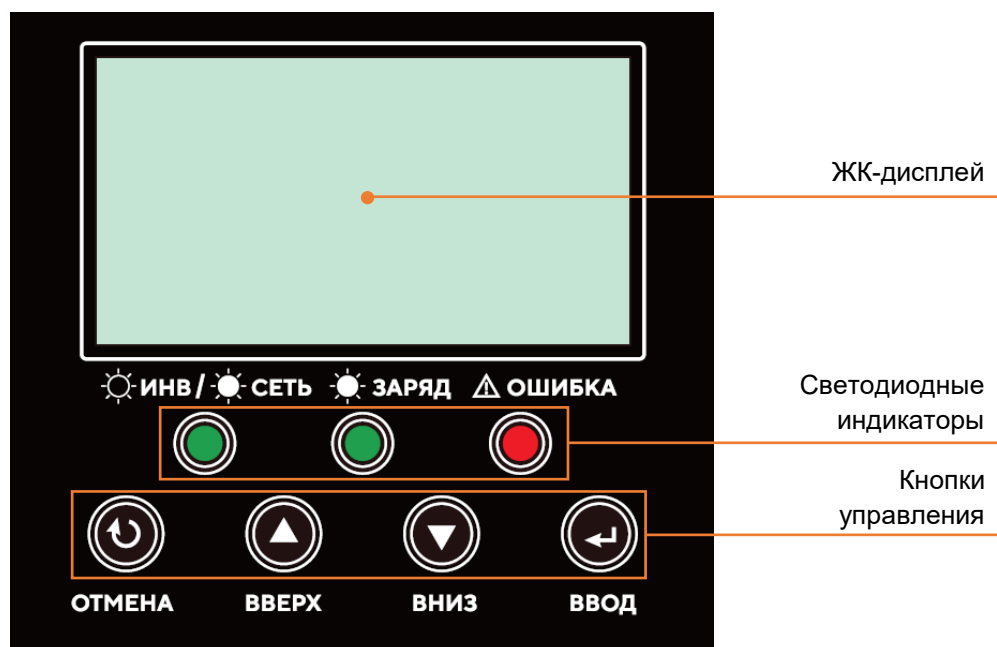 ЖК-дисплей
ИНВ / СЕТЬ ЗАРЯД ОШИБКА
Светодиодные
индикаторы
Кнопки
управления
ОТМЕНА ВВЕРХ ВНИЗ ВВОД